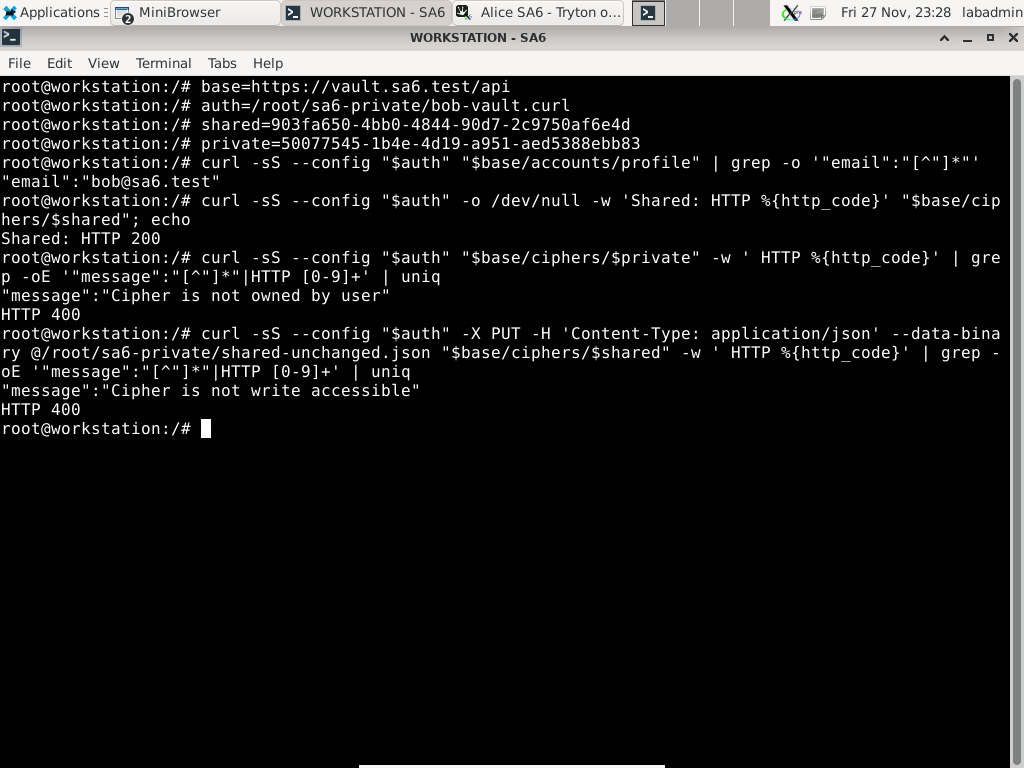 Applications
MiniBrowser
2
WORKSTATION - SA6
Alice SA6 - Tryton o...
Fri 27 Nov, 23:28
labadmin
WORKSTATION - SA6
File Edit View Terminal Tabs Help
root@workstation:/# base=https://vault.sa6.test/api
root@workstation:/# auth=/root/sa6-private/bob-vault.curl
root@workstation:/# shared=903fa650-4bb0-4844-90d7-2c9750af6e4d
root@workstation:/# private=50077545-1b4e-4d19-a951-aed5388ebb83
root@workstation:/# curl -sS --config "$auth" "$base/accounts/profile" | grep -o '"email":"[^"]*"'
"email":"bob@sa6.test"
root@workstation:/# curl -sS --config "$auth" -o /dev/null -w 'Shared: HTTP %{http_code}' "$base/cip
hers/$shared"; echo
Shared: HTTP 200
root@workstation:/# curl -sS --config "$auth" "$base/ciphers/$private" -w ' HTTP %{http_code}' | gre
p -oE '"message":"[^"]*"|HTTP [0-9]+' | uniq
"message":"Cipher is not owned by user"
HTTP 400
root@workstation:/# curl -sS --config "$auth" -X PUT -H 'Content-Type: application/json' --data-bina
ry @/root/sa6-private/shared-unchanged.json "$base/ciphers/$shared" -w ' HTTP %{http_code}' | grep -
oE '"message":"[^"]*"|HTTP [0-9]+' | uniq
"message":"Cipher is not write accessible"
HTTP 400
root@workstation:/#